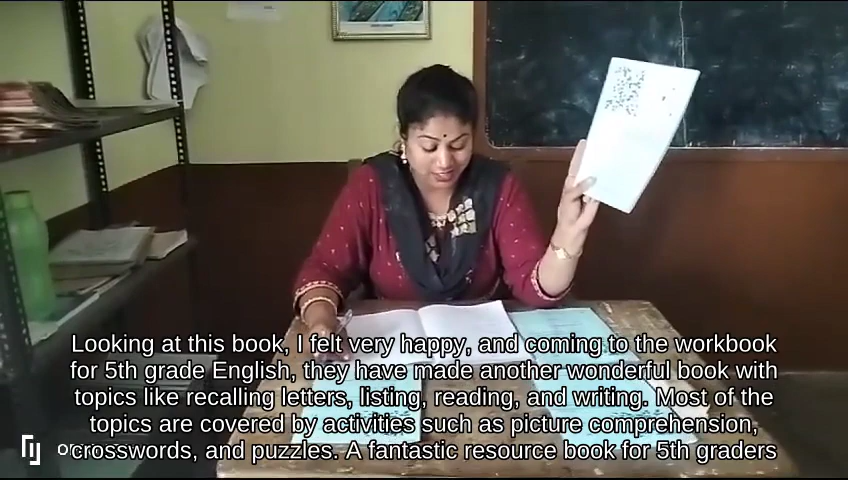 Looking at this book, I felt very happy, and coming to the workbook
for 5th grade English, they have made another wonderful book with
topics like recalling letters, listing, reading, and writing. Most of the
topics are covered by activities such as picture comprehension,
crosswords, and puzzles. A fantastic resource book for 5th graders